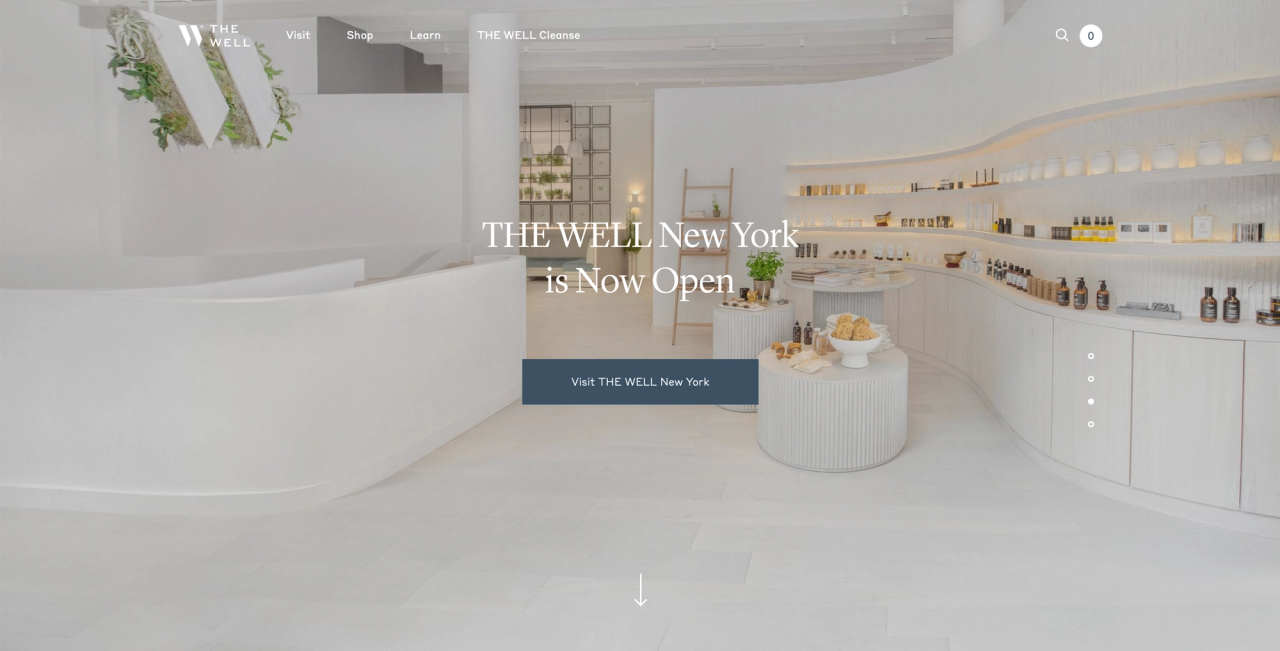 THE
WELL
Visit
Shop
Learn
THE WELL Cleanse
0
THE WELL New York
is Now Open
Visit THE WELL New York